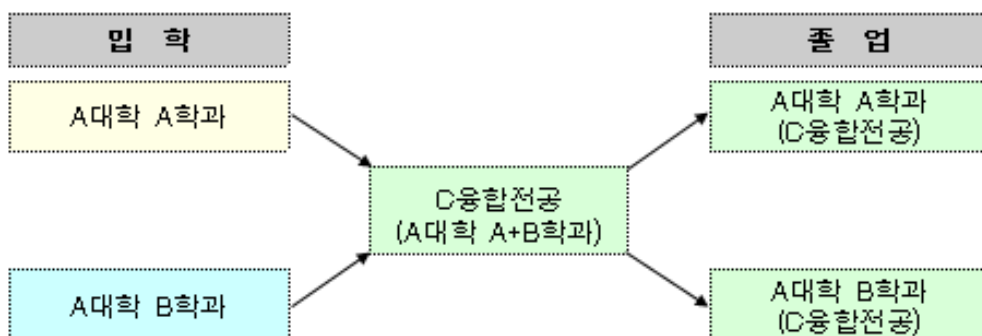 입 학
졸 업
A대학 A학과
A대학 A학과
(C융합전공)
C융합전공
(A대학 A+B학과)
A대학 B학과
A대학 B학과
(C융합전공)